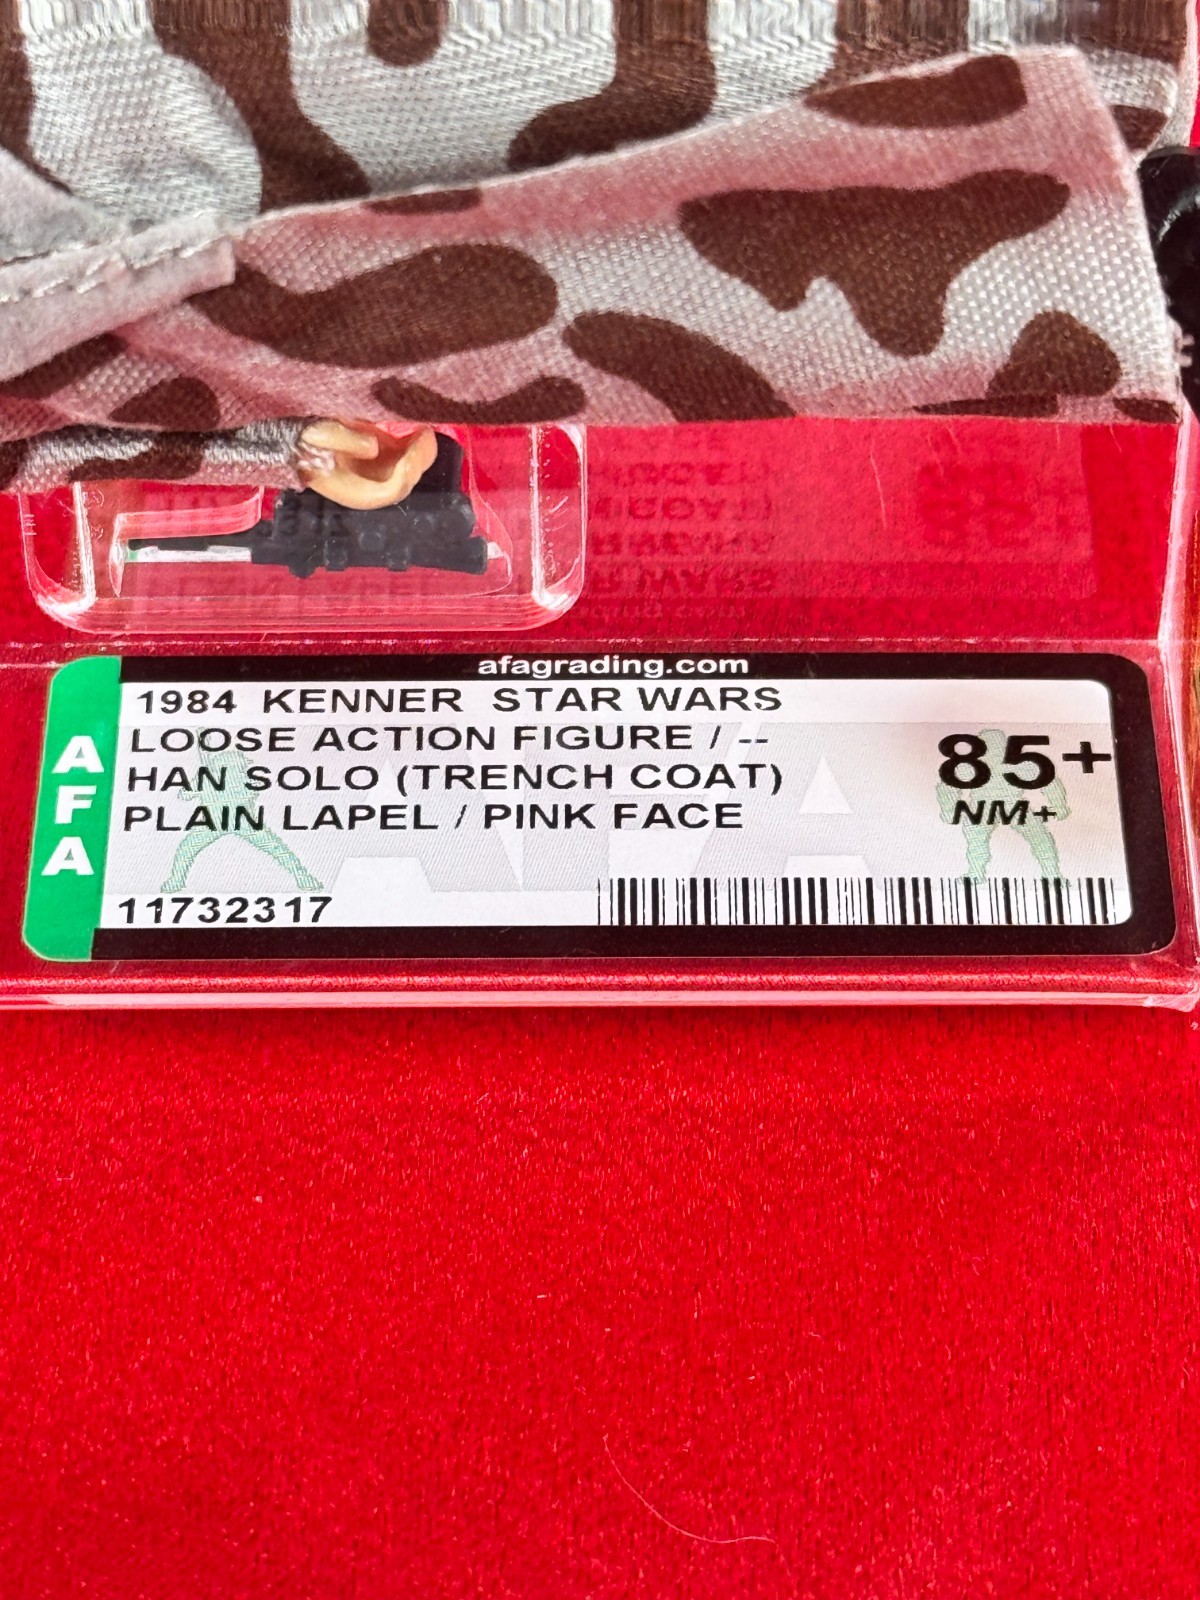 afagrading.com
AFA
1984 KENNER STAR WARS
LOOSE ACTION FIGURE / --
HAN SOLO (TRENCH COAT)
PLAIN LAPEL / PINK FACE
85+
NM+
11732317